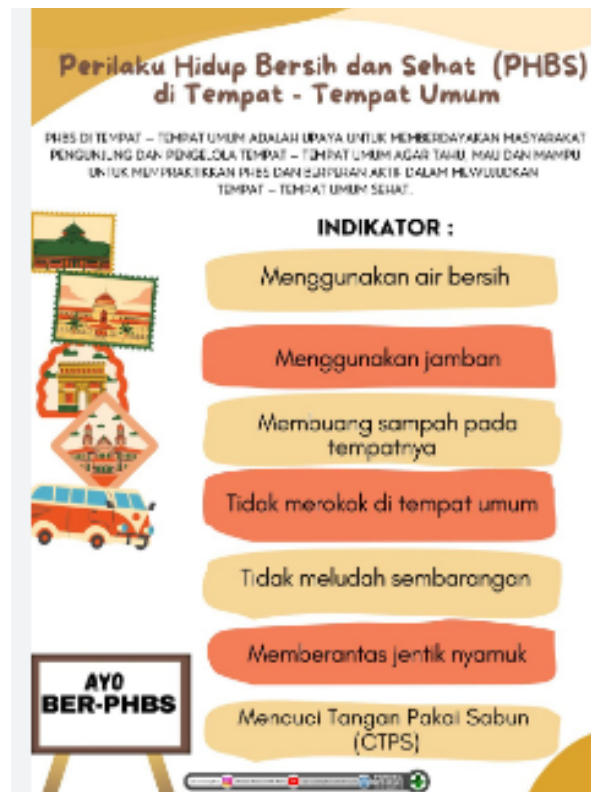 Perilaku Hidup Bersih dan Sehat (PHBS)
di Tempat - Tempat Umum
PHBS DI TEMPAT – TEMPAT UMUM ADALAH UPAYA UNTUK MEMBERDAYAKAN MASYARAKAT
PENGUNJUNG DAN PENGELOLA TEMPAT – TEMPAT UMUM AGAR TAHU, MAU DAN MAMPU
UNTUK MEMPRAKTIKKAN PHBS DAN BERPERAN AKTIF DALAM MEWUJUDKAN
TEMPAT – TEMPAT UMUM SEHAT.
INDIKATOR :
Menggunakan air bersih
Menggunakan jamban
Membuang sampah pada
tempatnya
Tidak merokok di tempat umum
Tidak meludah sembarangan
Memberantas jentik nyamuk
Mencuci Tangan Pakai Sabun
(CTPS)
AYO
BER-PHBS